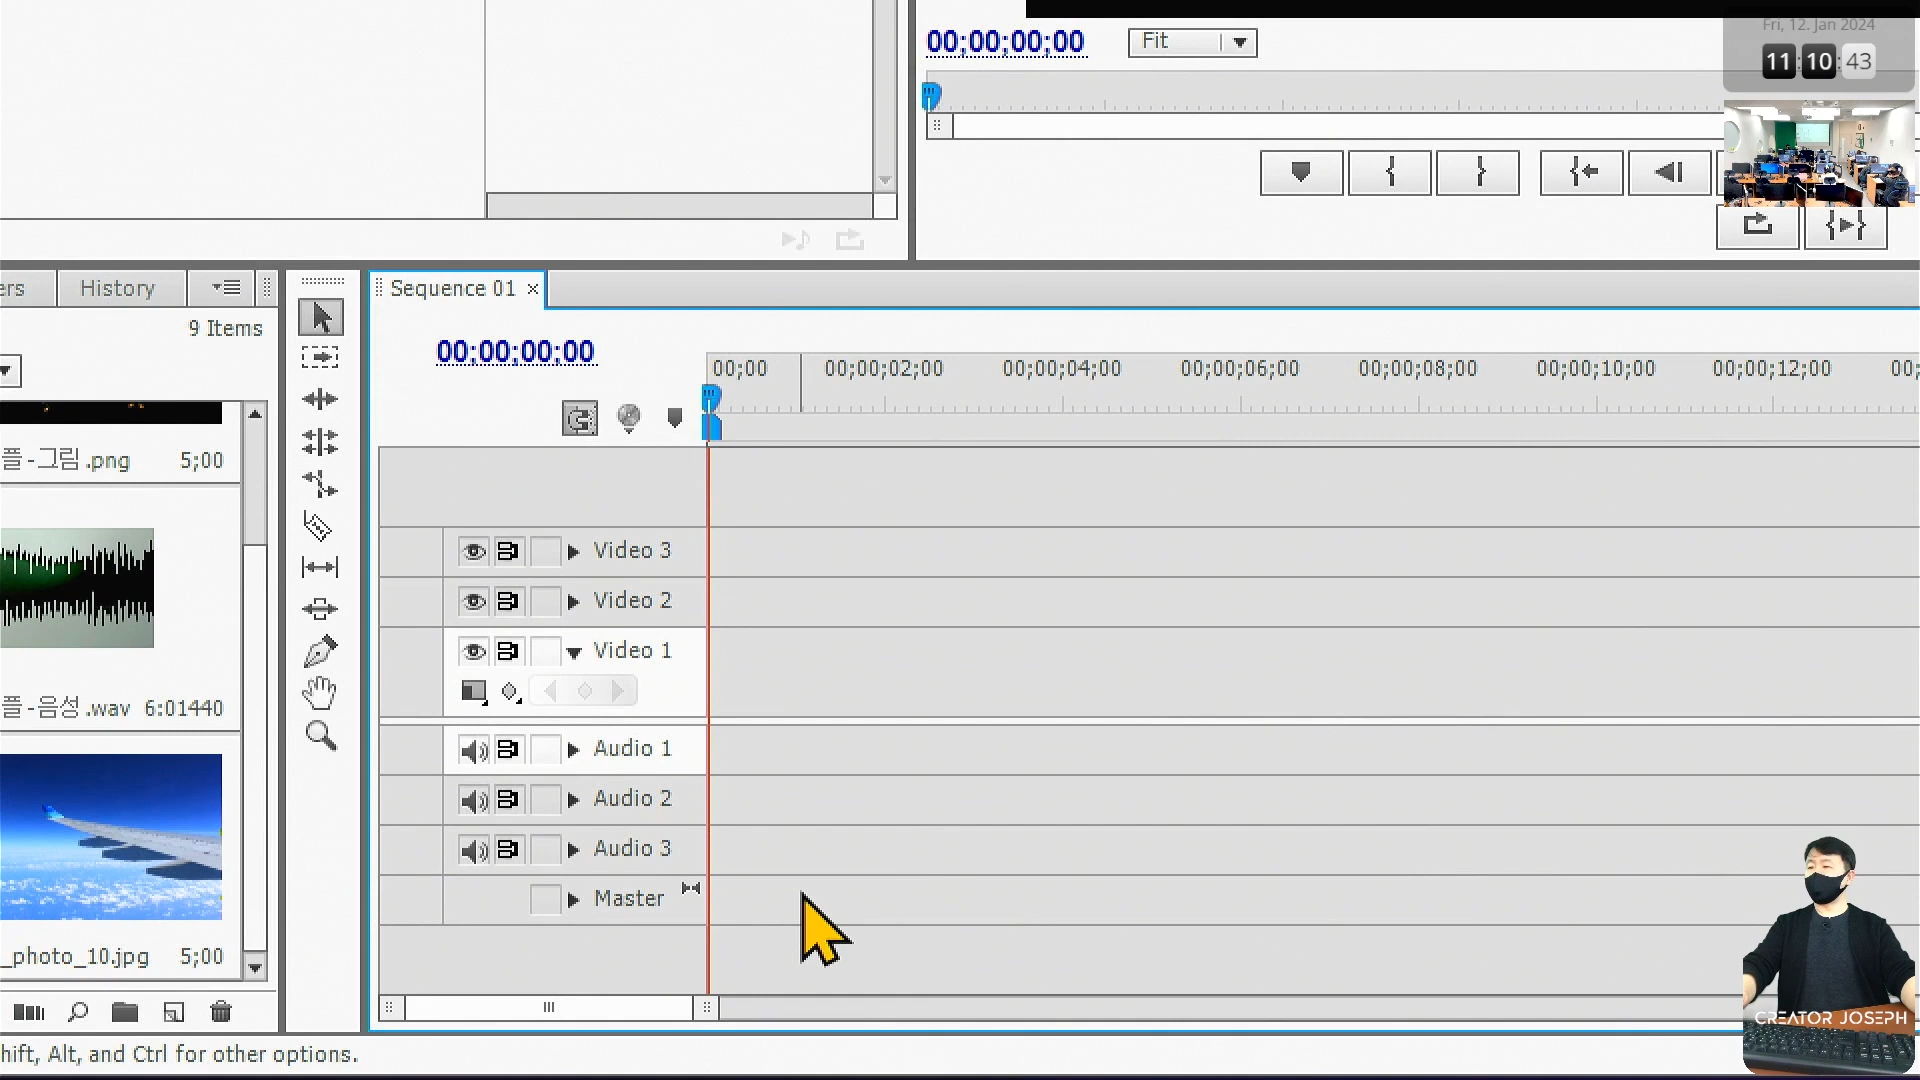 00;00;00;00
Fit
Fri, 12. Jan 2024
11:10:43
ers
History
Sequence 01
9 Items
00;00;00;00
00;00
00;00;02;00
00;00;04;00
00;00;06;00
00;00;08;00
00;00;10;00
00;00;12;00
00;
플-그림.png
5;00
Video 3
Video 2
Video 1
플-음성.wav
6:01440
Audio 1
Audio 2
Audio 3
Master
_photo_10.jpg
5;00
CREATOR JOSEPH
hift, Alt, and Ctrl for other options.